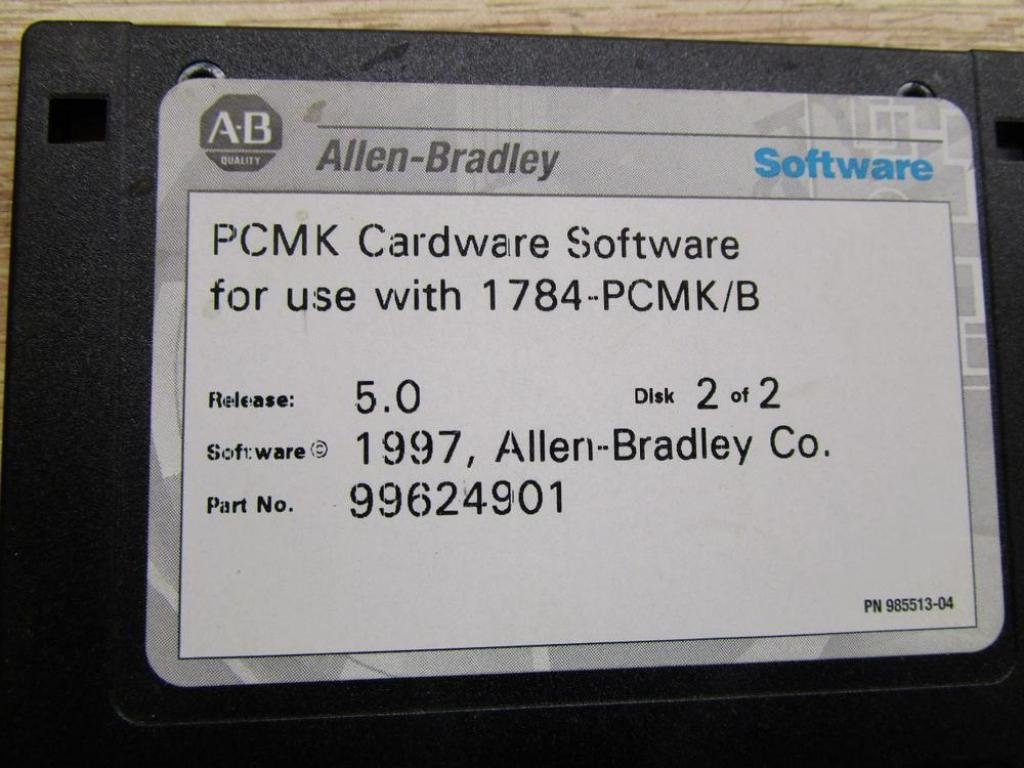 A·B
QUALITY
Allen-Bradley
Software
PCMK Cardware Software
for use with 1784-PCMK/B
Release: 5.0 Disk 2 of 2
Software© 1997, Allen-Bradley Co.
Part No. 99624901
PN 985513-04